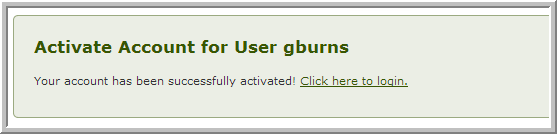 Activate Account for User gburns
Your account has been successfully activated! Click here to login.